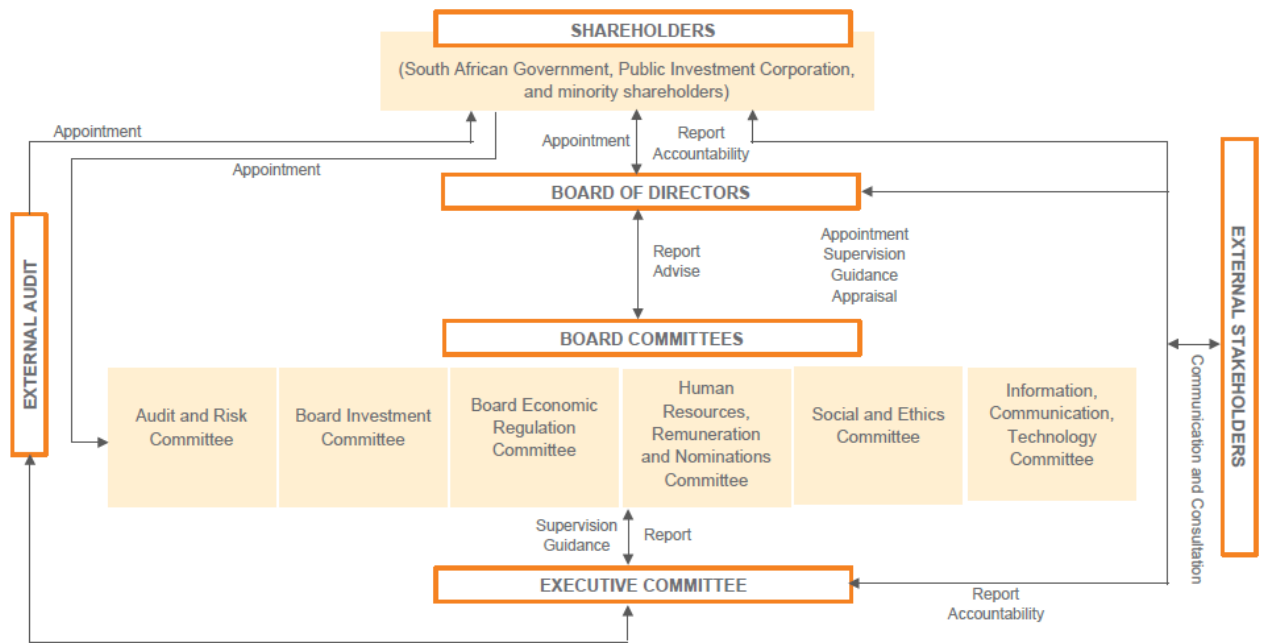 SHAREHOLDERS
(South African Government, Public Investment Corporation,
and minority shareholders)
Appointment
Appointment
Appointment
Report
Accountability
BOARD OF DIRECTORS
Report
Advise
Appointment
Supervision
Guidance
Appraisal
EXTERNAL AUDIT
EXTERNAL STAKEHOLDERS
Communication and Consultation
BOARD COMMITTEES
Audit and Risk
Committee
Board Investment
Committee
Board Economic
Regulation
Committee
Human
Resources,
Remuneration
and Nominations
Committee
Social and Ethics
Committee
Information,
Communication,
Technology
Committee
Supervision
Guidance
Report
EXECUTIVE COMMITTEE
Report
Accountability